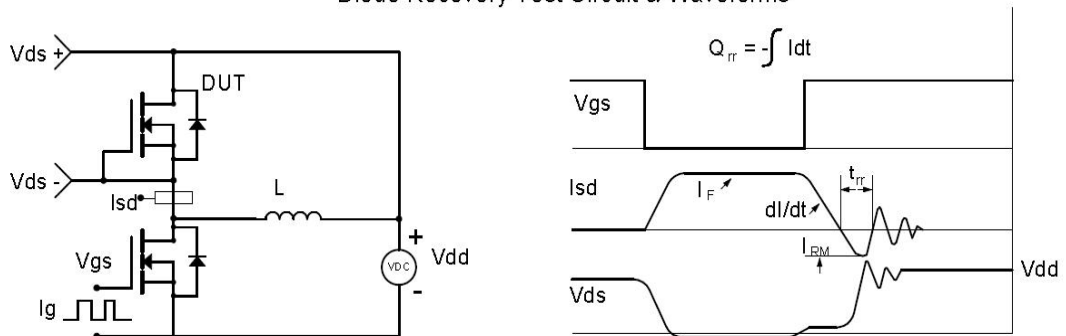 Diode Recovery Test Circuit & Waveforms
Vds +
DUT
Vds -
Isd
L
Vgs
Ig
+
VDC
-
Vdd
Q rr = -∫ Idt
Vgs
Isd
I F
dI/dt
t rr
I RM
Vds
Vdd